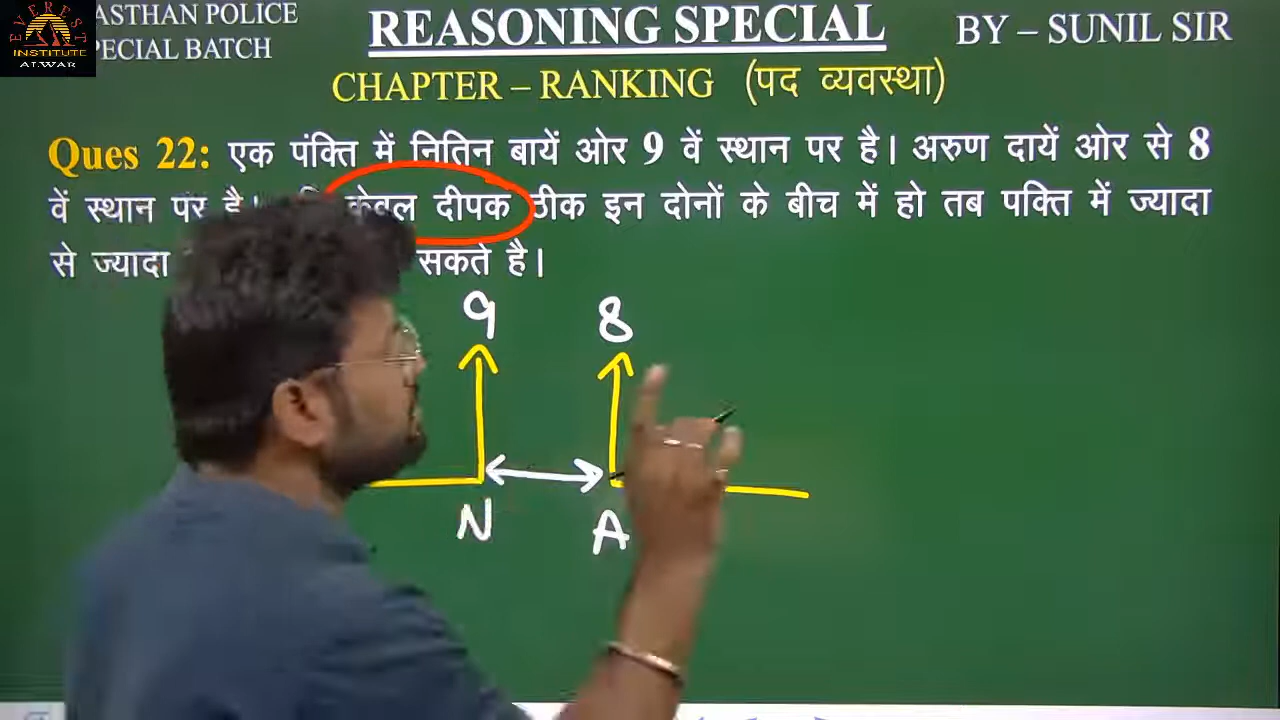 EVEREST
INSTITUTE
ALWAR
ASTHAN POLICE
PECIAL BATCH
REASONING SPECIAL
BY – SUNIL SIR
CHAPTER – RANKING (पद व्यवस्था)
Ques 22: एक पंक्ति में नितिन बायें ओर 9 वें स्थान पर है। अरुण दायें ओर से 8
वें स्थान पर है। केवल दीपक ठीक इन दोनों के बीच में हो तब पक्ति में ज्यादा
से ज्यादा सकते है।
9 8
N A